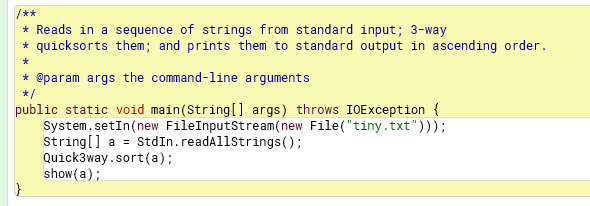 /**
 * Reads in a sequence of strings from standard input; 3-way
 * quicksorts them; and prints them to standard output in ascending order.
 *
 * @param args the command-line arguments
 */
public static void main(String[] args) throws IOException {
    System.setIn(new FileInputStream(new File("tiny.txt")));
    String[] a = StdIn.readAllStrings();
    Quick3way.sort(a);
    show(a);
}